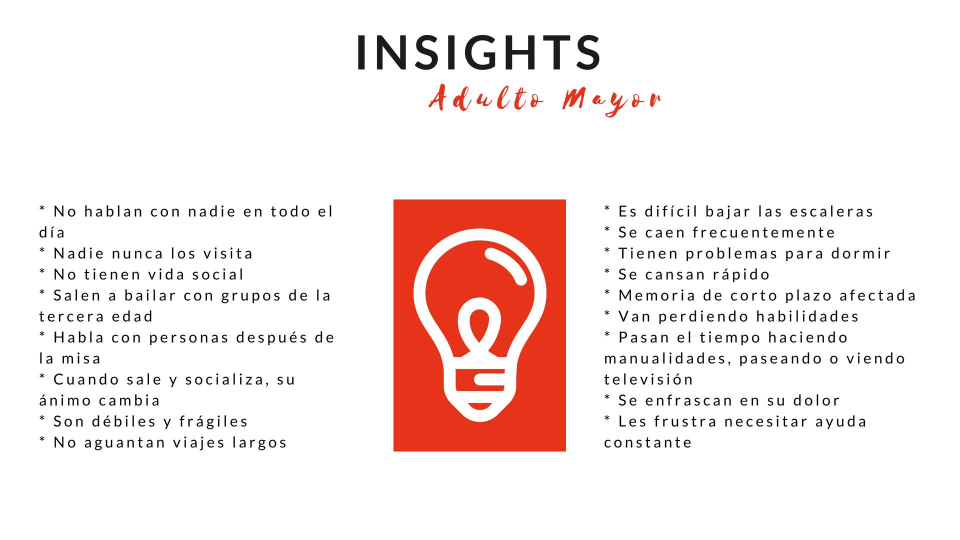 INSIGHTS
Adulto Mayor
* No hablan con nadie en todo el
día
* Nadie nunca los visita
* No tienen vida social
* Salen a bailar con grupos de la
tercera edad
* Habla con personas después de
la misa
* Cuando sale y socializa, su
ánimo cambia
* Son débiles y frágiles
* No aguantan viajes largos
* Es difícil bajar las escaleras
* Se caen frecuentemente
* Tienen problemas para dormir
* Se cansan rápido
* Memoria de corto plazo afectada
* Van perdiendo habilidades
* Pasan el tiempo haciendo
manualidades, paseando o viendo
televisión
* Se enfrascan en su dolor
* Les frustra necesitar ayuda
constante